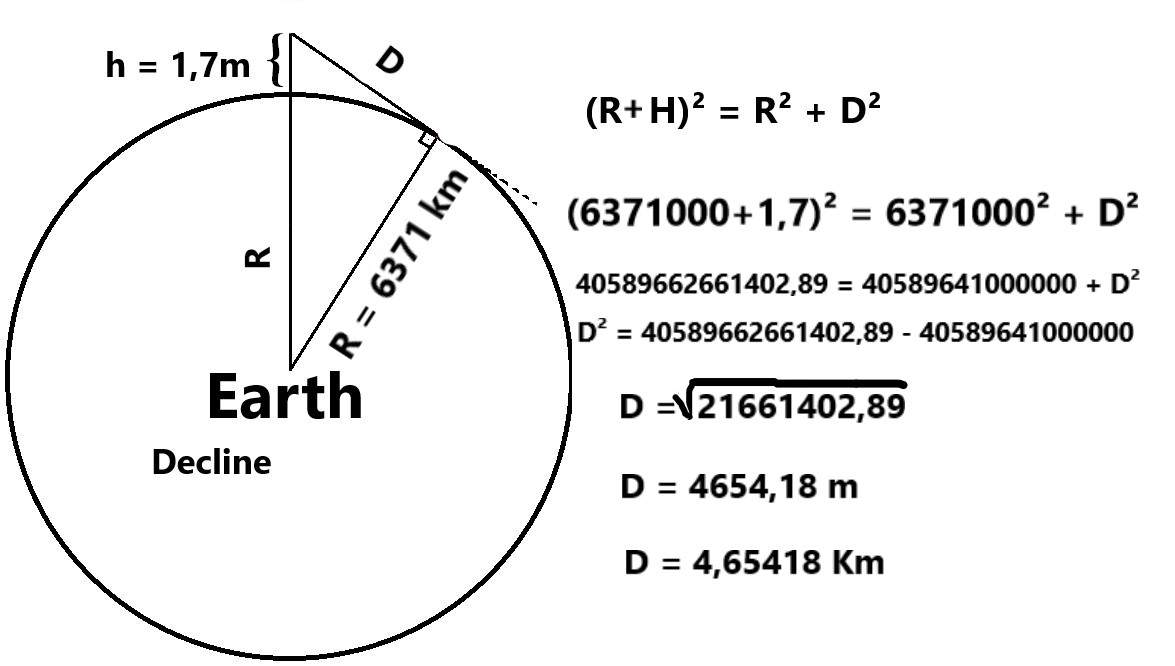 h = 1,7m
D
(R+H)² = R² + D²
(6371000+1,7)² = 6371000² + D²
R
R = 6371 km
40589662661402,89 = 40589641000000 + D²
D² = 40589662661402,89 - 40589641000000
Earth
D =√21661402,89
Decline
D = 4654,18 m
D = 4,65418 Km